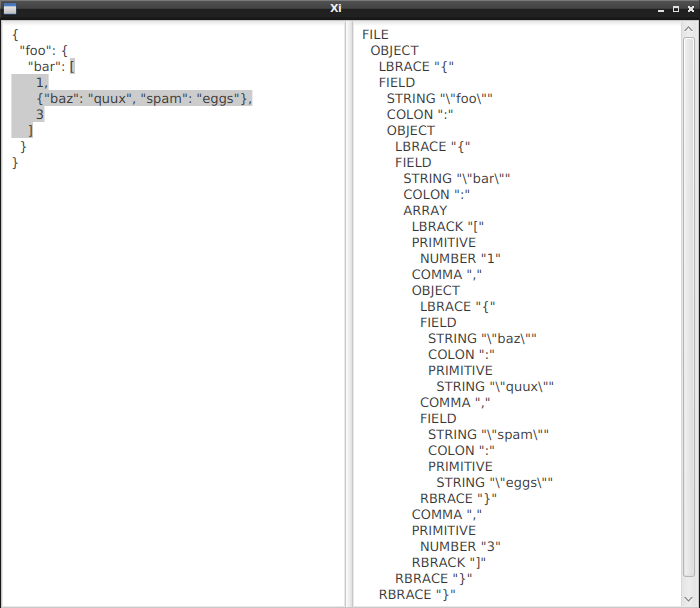 Xi
{
  "foo": {
    "bar": [
      1,
      {"baz": "quux", "spam": "eggs"},
      3
    ]
  }
}
FILE
  OBJECT
    LBRACE "{"
    FIELD
      STRING "\"foo\""
      COLON ":"
      OBJECT
        LBRACE "{"
        FIELD
          STRING "\"bar\""
          COLON ":"
          ARRAY
            LBRACK "["
            PRIMITIVE
              NUMBER "1"
            COMMA ","
            OBJECT
              LBRACE "{"
              FIELD
                STRING "\"baz\""
                COLON ":"
                PRIMITIVE
                  STRING "\"quux\""
              COMMA ","
              FIELD
                STRING "\"spam\""
                COLON ":"
                PRIMITIVE
                  STRING "\"eggs\""
              RBRACE "}"
            COMMA ","
            PRIMITIVE
              NUMBER "3"
            RBRACK "]"
        RBRACE "}"
    RBRACE "}"